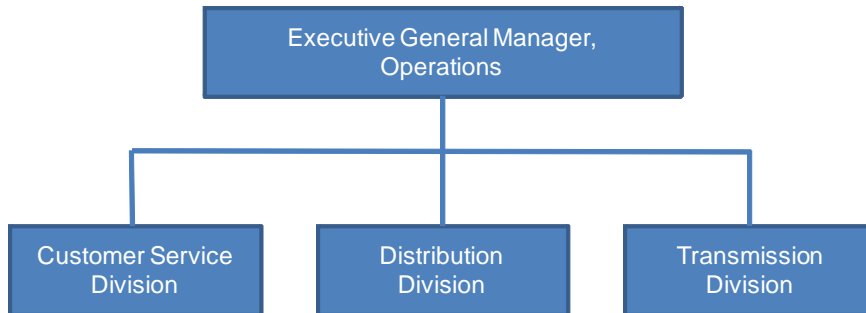 Executive General Manager,
Operations
Customer Service
Division
Distribution
Division
Transmission
Division